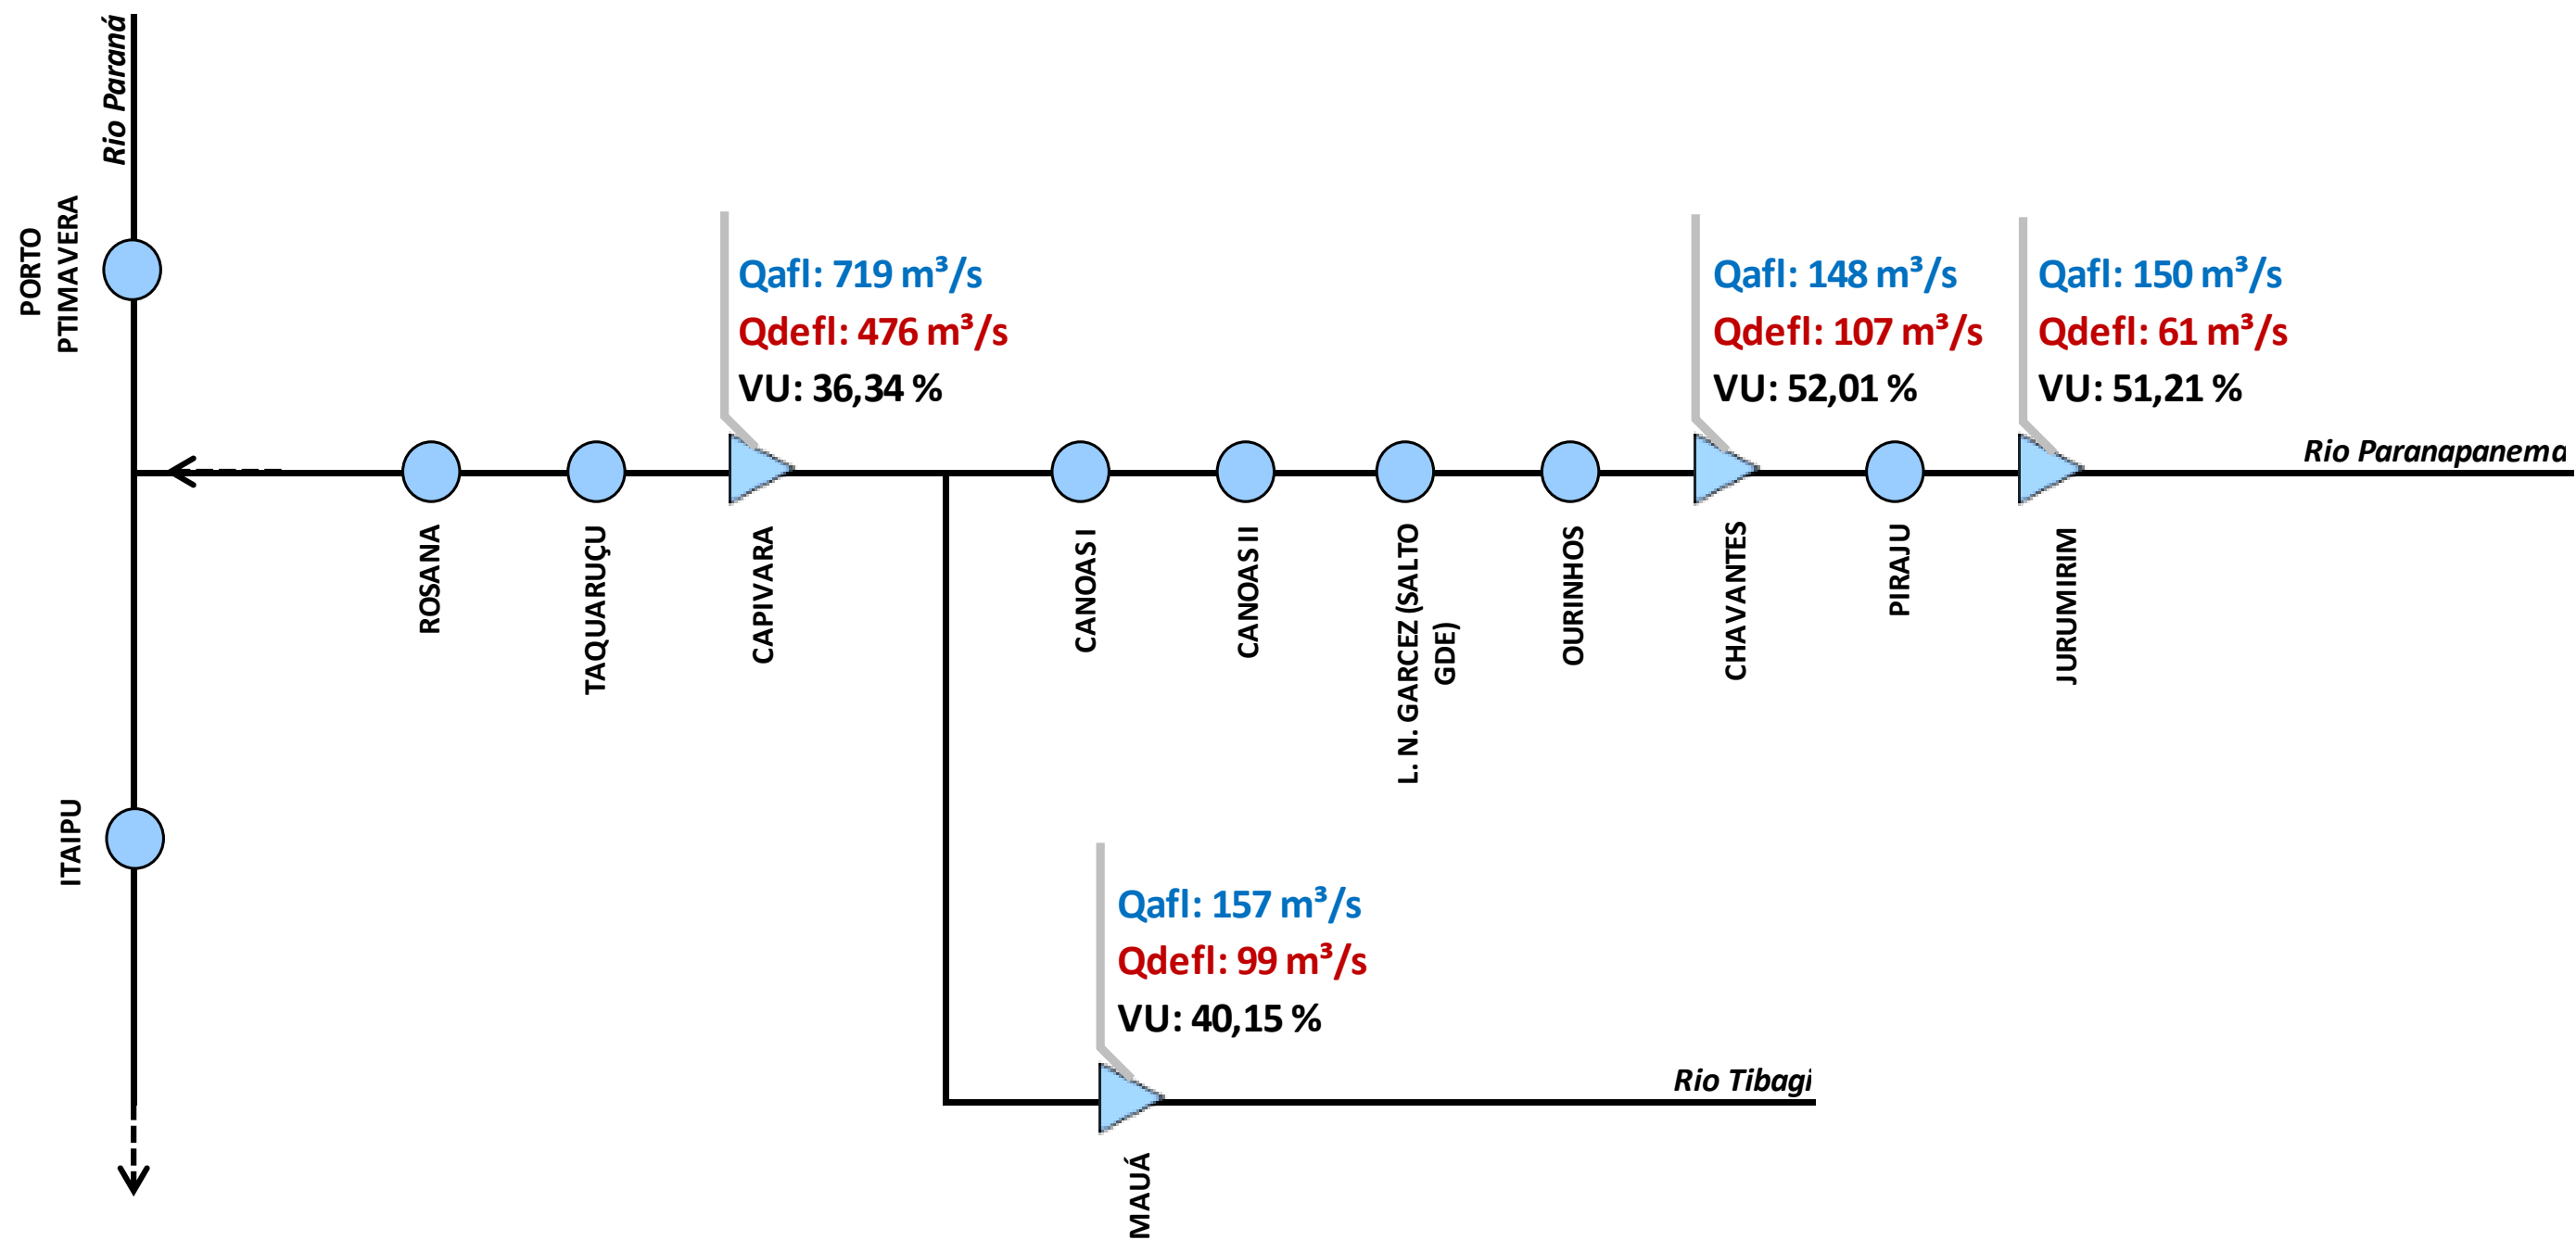 Rio Paraná
PORTO
PTIMAVERA
Qafl: 719 m³/s
Qdefl: 476 m³/s
VU: 36,34 %
Qafl: 148 m³/s
Qdefl: 107 m³/s
VU: 52,01 %
Qafl: 150 m³/s
Qdefl: 61 m³/s
VU: 51,21 %
Rio Paranapanema
ROSANA
TAQUARUÇU
CAPIVARA
CANOAS I
CANOAS II
L. N. GARCEZ (SALTO
GDE)
OURINHOS
CHAVANTES
PIRAJU
JURUMIRIM
ITAIPU
Qafl: 157 m³/s
Qdefl: 99 m³/s
VU: 40,15 %
Rio Tibagi
MAUÁ